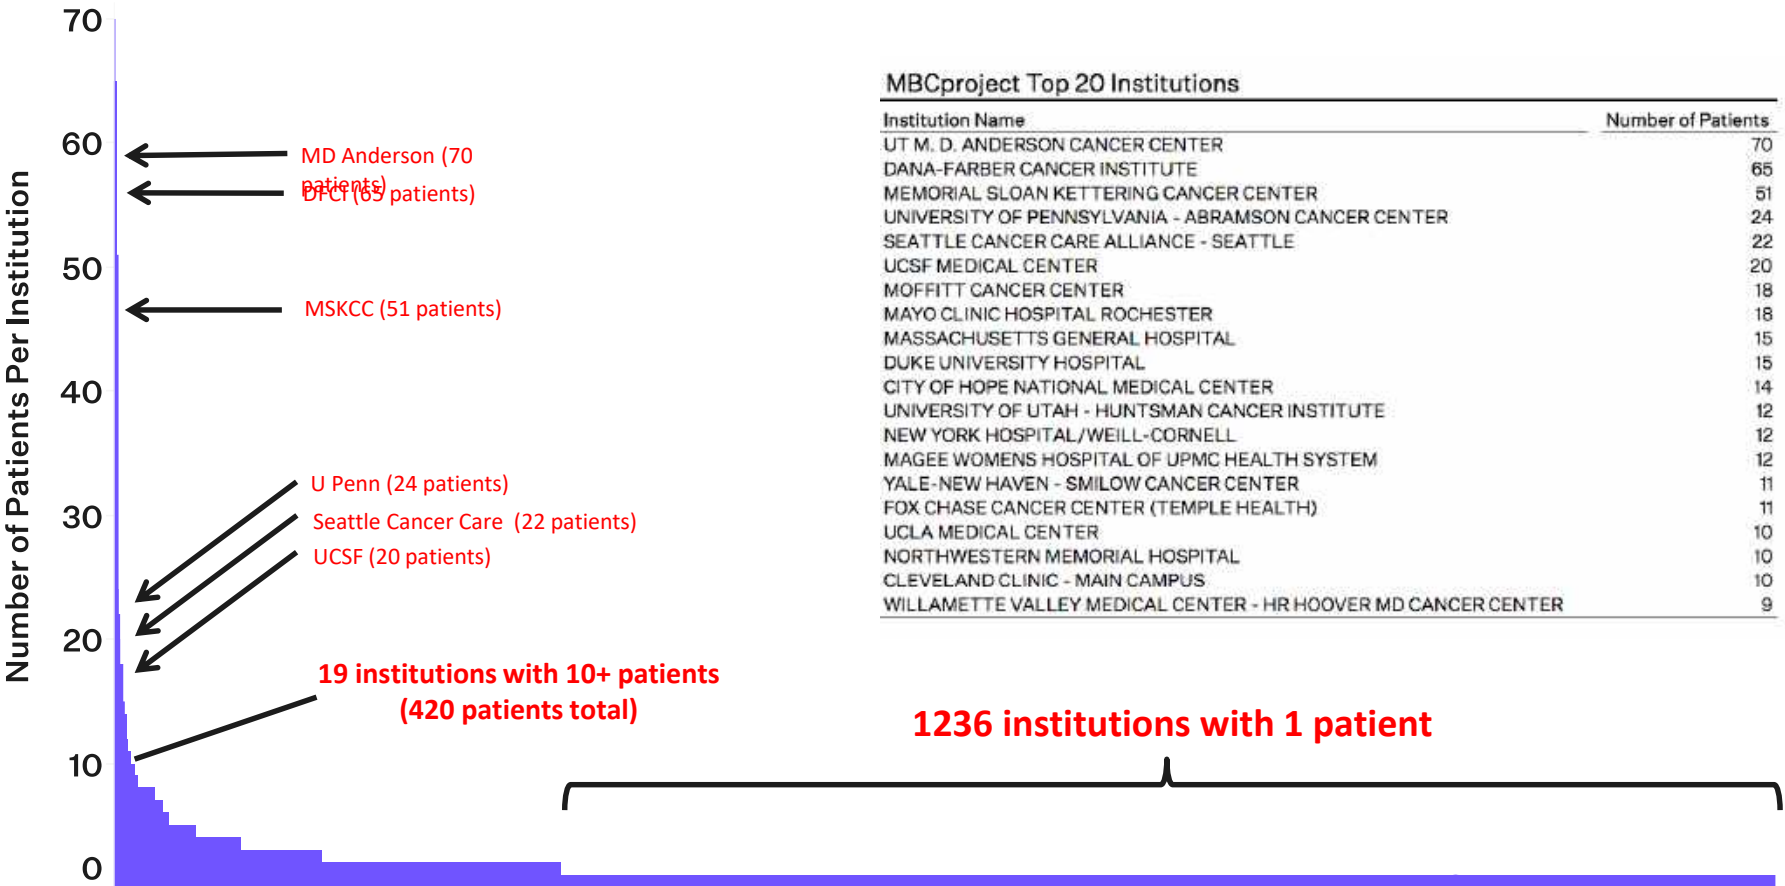 Number of Patients Per Institution
70
60
50
40
30
20
10
0
MD Anderson (70
patients)
DFCI (65 patients)
MSKCC (51 patients)
U Penn (24 patients)
Seattle Cancer Care (22 patients)
UCSF (20 patients)
19 institutions with 10+ patients
(420 patients total)
1236 institutions with 1 patient
MBCproject Top 20 Institutions
Institution Name Number of Patients
UT M. D. ANDERSON CANCER CENTER 70
DANA-FARBER CANCER INSTITUTE 65
MEMORIAL SLOAN KETTERING CANCER CENTER 51
UNIVERSITY OF PENNSYLVANIA - ABRAMSON CANCER CENTER 24
SEATTLE CANCER CARE ALLIANCE - SEATTLE 22
UCSF MEDICAL CENTER 20
MOFFITT CANCER CENTER 18
MAYO CLINIC HOSPITAL ROCHESTER 18
MASSACHUSETTS GENERAL HOSPITAL 15
DUKE UNIVERSITY HOSPITAL 15
CITY OF HOPE NATIONAL MEDICAL CENTER 14
UNIVERSITY OF UTAH - HUNTSMAN CANCER INSTITUTE 12
NEW YORK HOSPITAL/WEILL-CORNELL 12
MAGEE WOMENS HOSPITAL OF UPMC HEALTH SYSTEM 12
YALE-NEW HAVEN - SMILOW CANCER CENTER 11
FOX CHASE CANCER CENTER (TEMPLE HEALTH) 11
UCLA MEDICAL CENTER 10
NORTHWESTERN MEMORIAL HOSPITAL 10
CLEVELAND CLINIC - MAIN CAMPUS 10
WILLAMETTE VALLEY MEDICAL CENTER - HR HOOVER MD CANCER CENTER 9